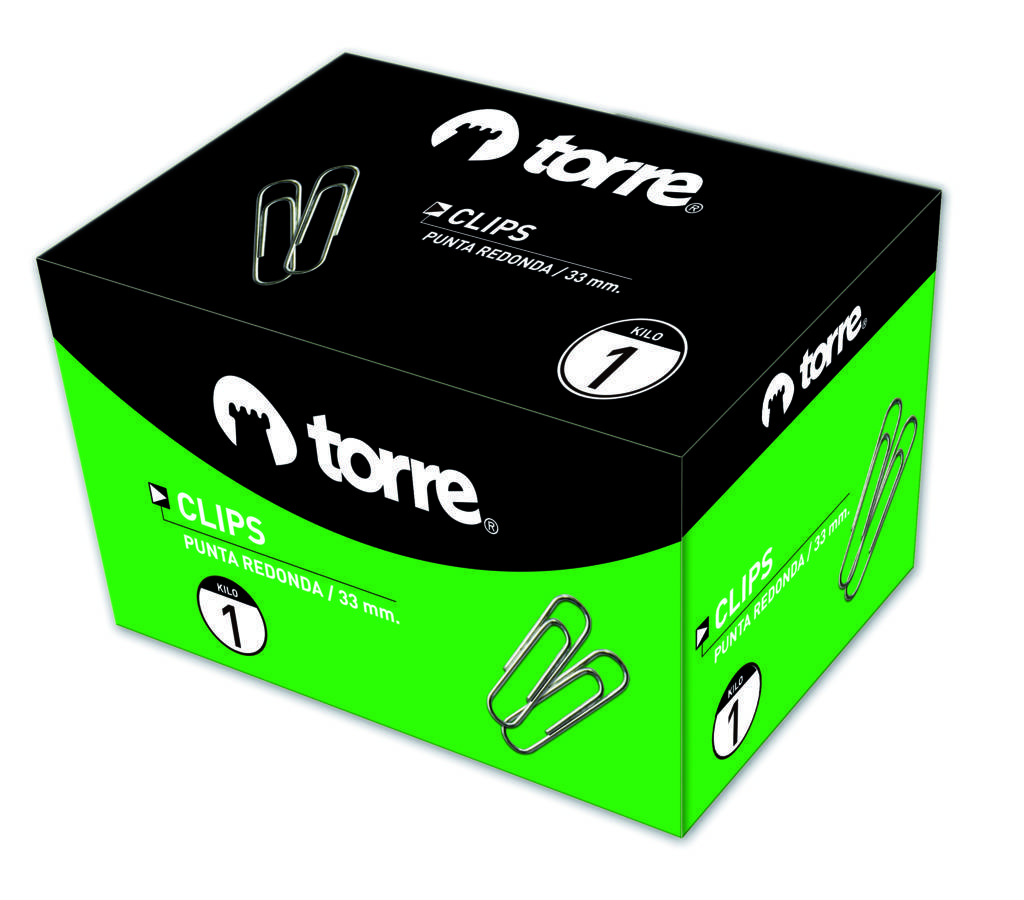 torre®
CLIPS
PUNTA REDONDA / 33 mm.
KILO
1
torre®
CLIPS
PUNTA REDONDA / 33 mm.
KILO
1
torre®
CLIPS
PUNTA REDONDA / 33 mm.
KILO
1